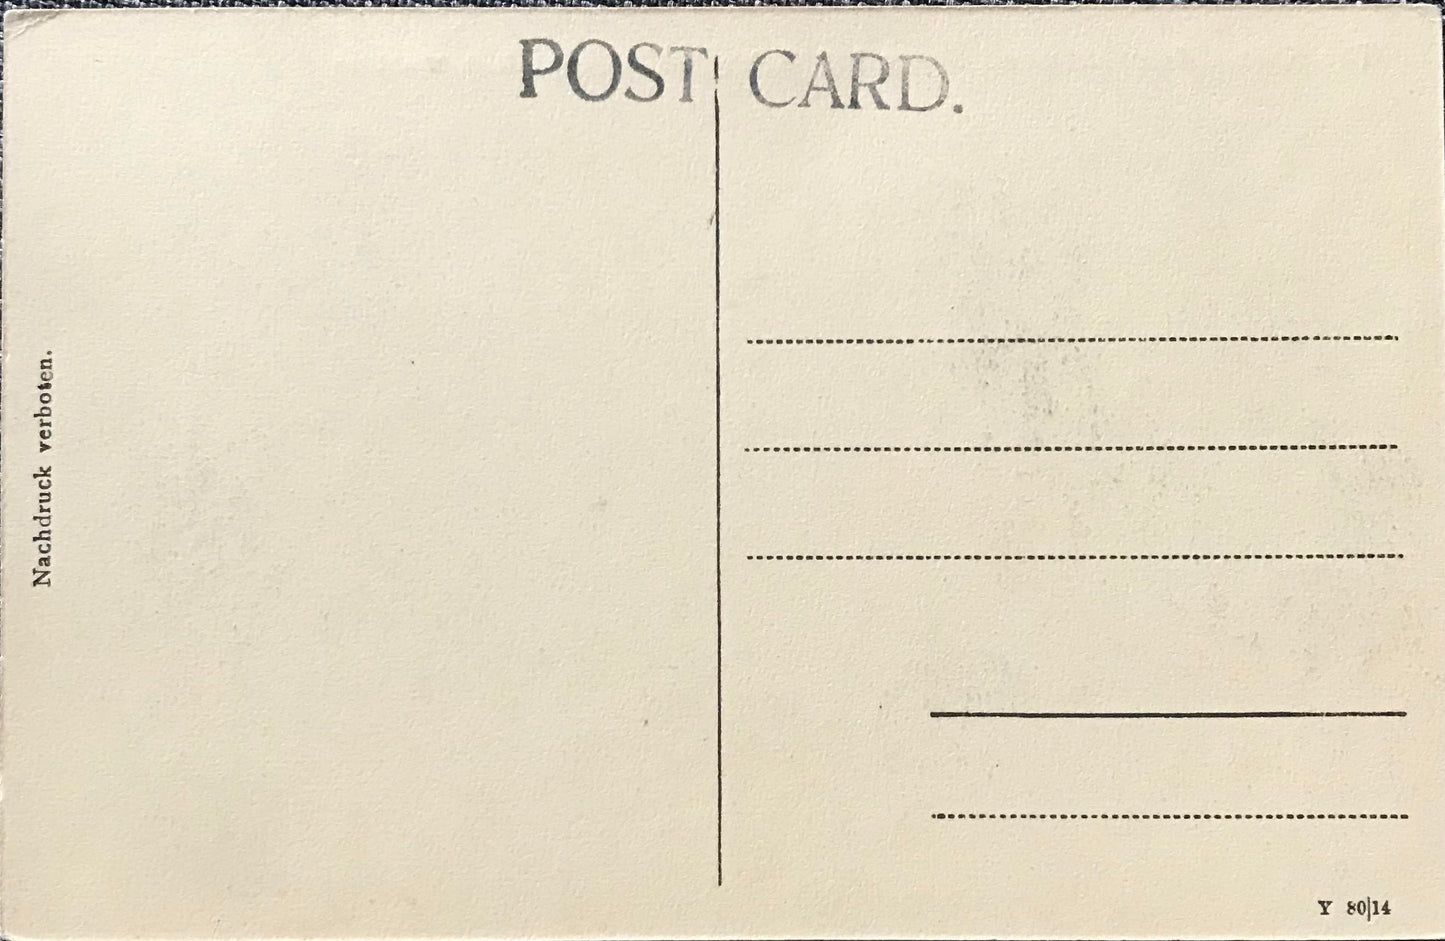 POST CARD.
Nachdruck verboten.
Y 80|14